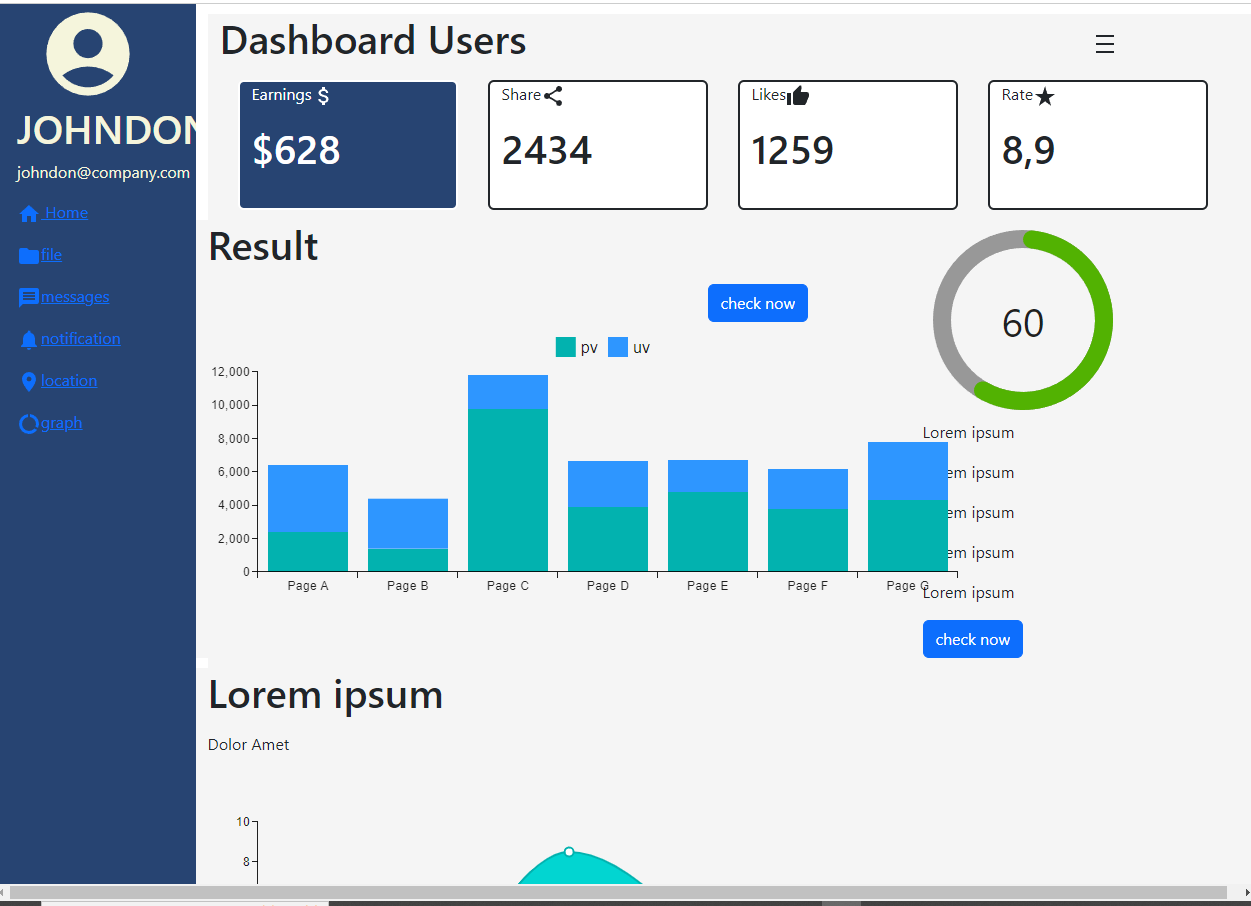 JOHNDON
johndon@company.com
Home
file
messages
notification
location
graph
Dashboard Users
Earnings $
$628
Share
2434
Likes
1259
Rate
8,9
Result
check now
pv
uv
12,000
10,000
8,000
6,000
4,000
2,000
0
Page A
Page B
Page C
Page D
Page E
Page F
Page G
60
Lorem ipsum
em ipsum
em ipsum
em ipsum
Lorem ipsum
check now
Lorem ipsum
Dolor Amet
10
8